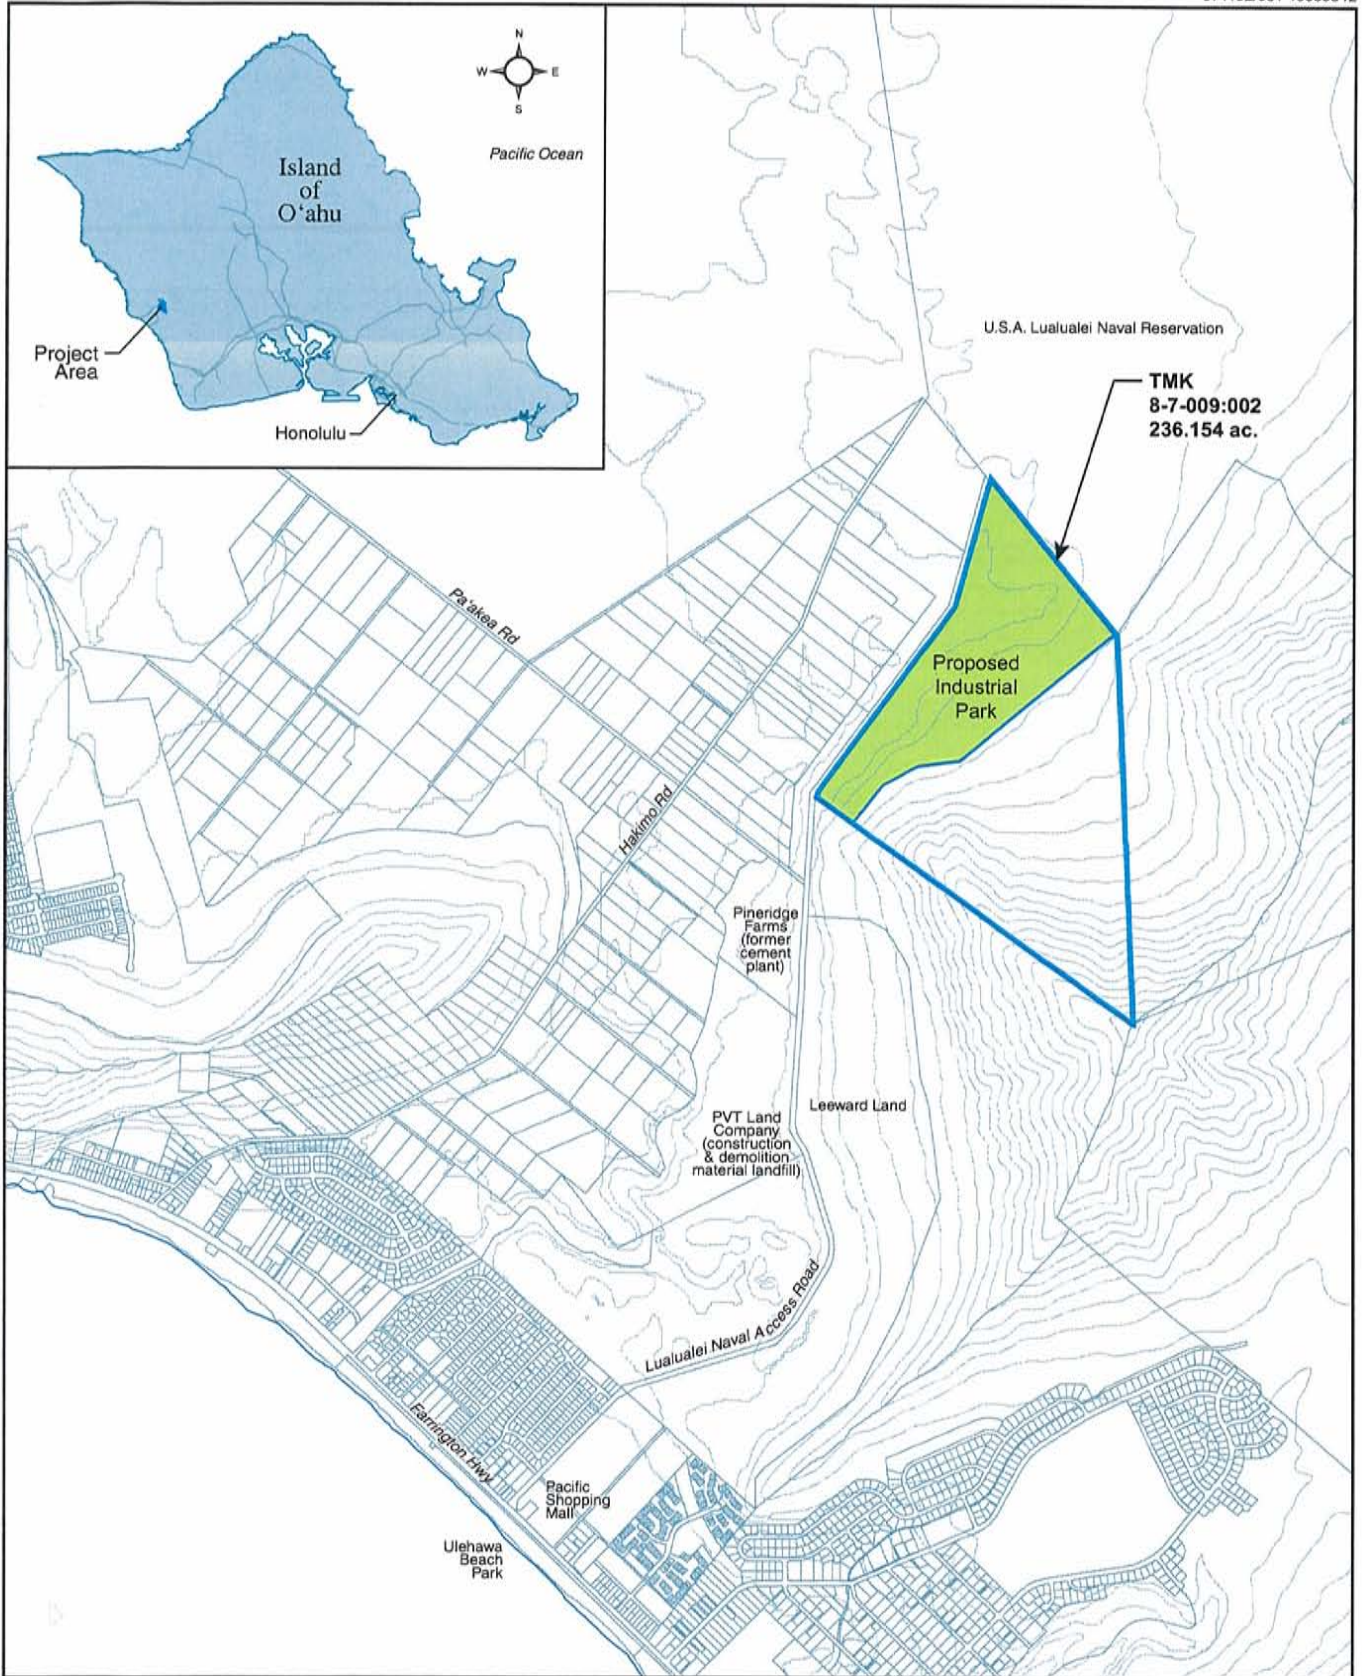 N
W
E
S
Pacific Ocean
Island
of
O‘ahu
Project
Area
Honolulu
U.S.A. Lualualei Naval Reservation
TMK
8-7-009:002
236.154 ac.
Pa‘akea Rd
Proposed
Industrial
Park
Hakimo Rd
Pineridge
Farms
(former
cement
plant)
Leeward Land
PVT Land
Company
(construction
& demolition
material landfill)
Lualualei Naval Access Road
Farrington Hwy
Pacific
Shopping
Mall
Ulehawa
Beach
Park